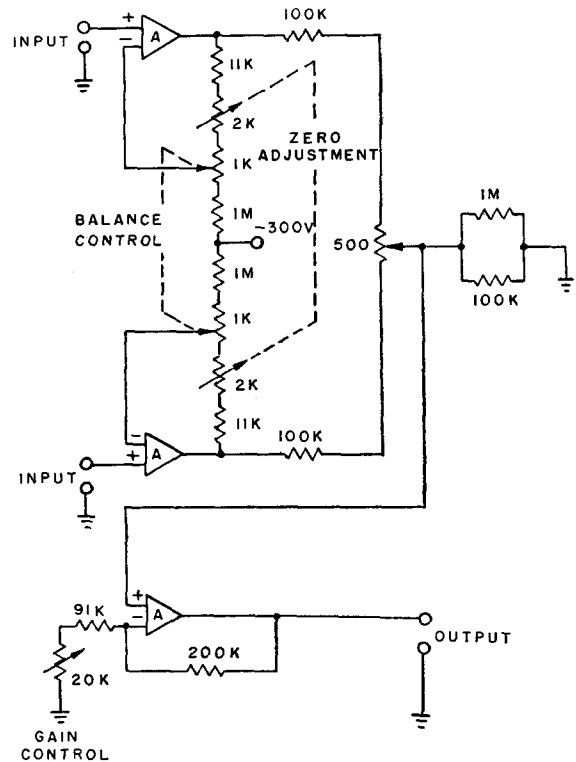 100K
+
INPUT
A
−
11K
2K
ZERO
ADJUSTMENT
1K
1M
1M
BALANCE
CONTROL
−300V
500
1M
100K
1K
2K
11K
−
100K
A
+
INPUT
+
A
91K
−
OUTPUT
200K
20K
GAIN
CONTROL